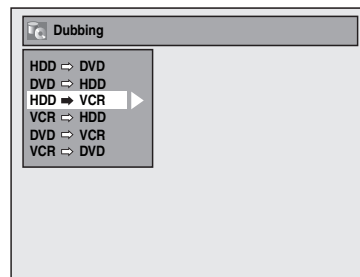 Dubbing
HDD ⇨ DVD
DVD ⇨ HDD
HDD ➡ VCR
VCR ⇨ HDD
DVD ⇨ VCR
VCR ⇨ DVD